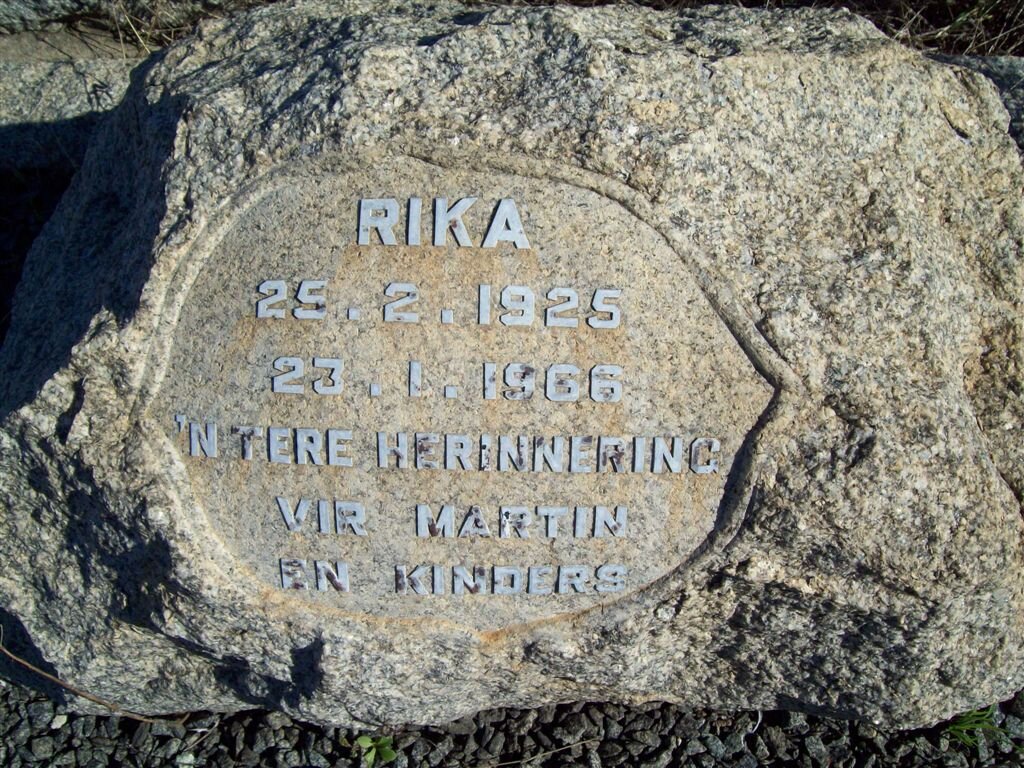 RIKA
25.2.1925
23.1.1966
'N TERE HERINNERING
VIR MARTIN
EN KINDERS